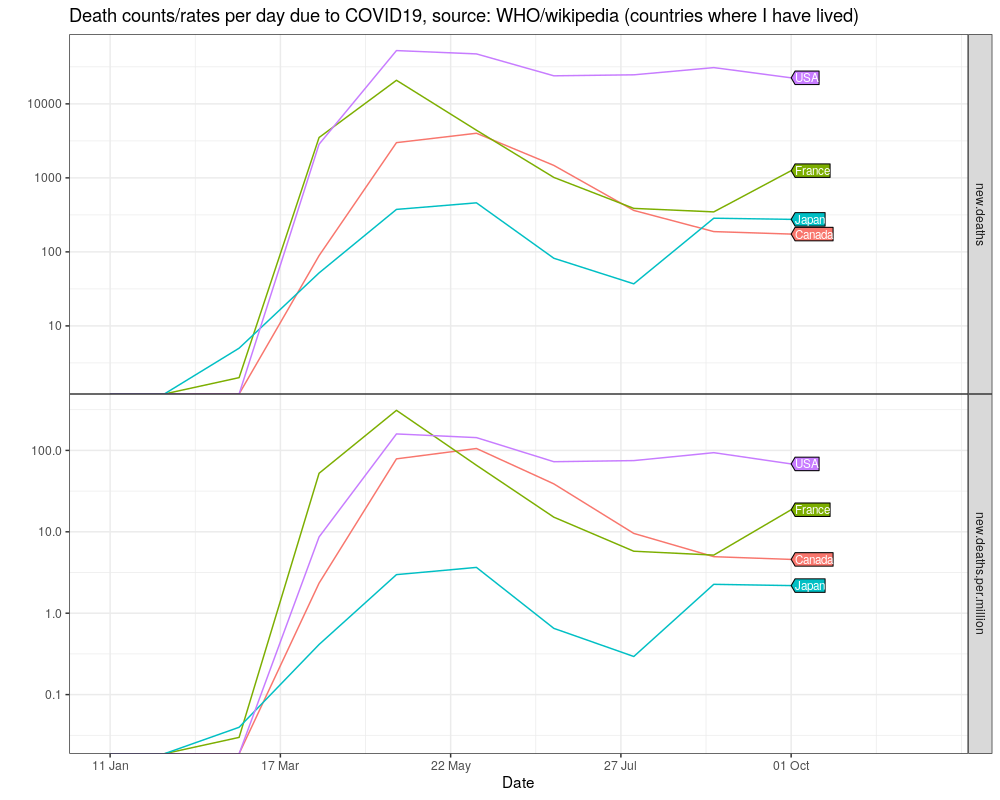 Death counts/rates per day due to COVID19, source: WHO/wikipedia (countries where I have lived)
10000
1000
100
10
USA
France
Japan
Canada
new.deaths
100.0
10.0
1.0
0.1
USA
France
Canada
Japan
new.deaths.per.million
11 Jan
17 Mar
22 May
27 Jul
01 Oct
Date